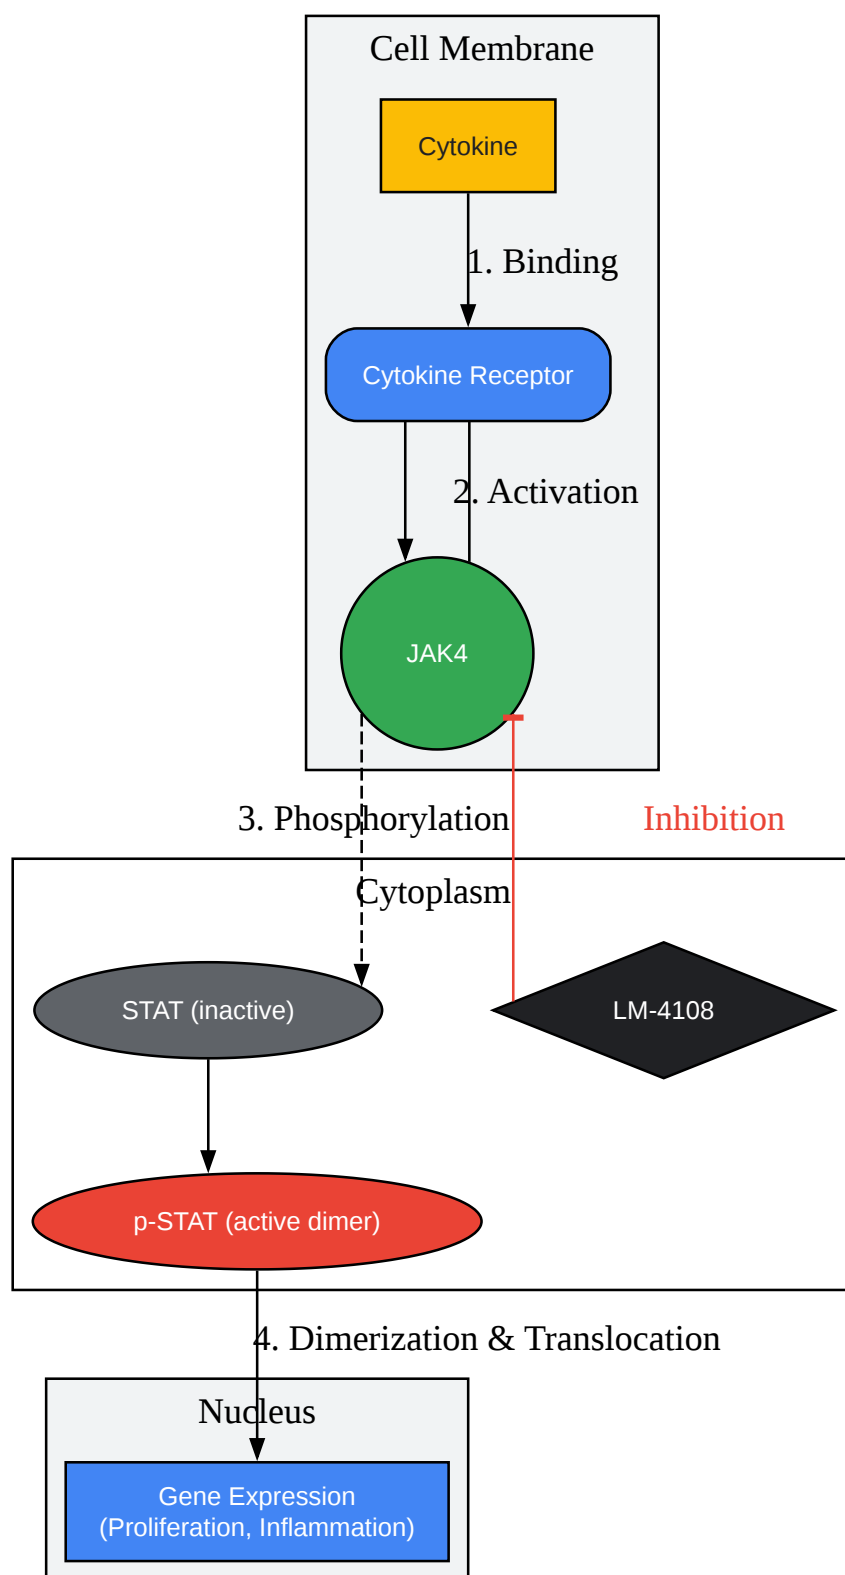 Cell Membrane
Cytokine
1. Binding
Cytokine Receptor
2. Activation
JAK4
3. Phosphorylation
Inhibition
Cytoplasm
STAT (inactive)
LM-4108
p-STAT (active dimer)
4. Dimerization & Translocation
Nucleus
Gene Expression
(Proliferation, Inflammation)